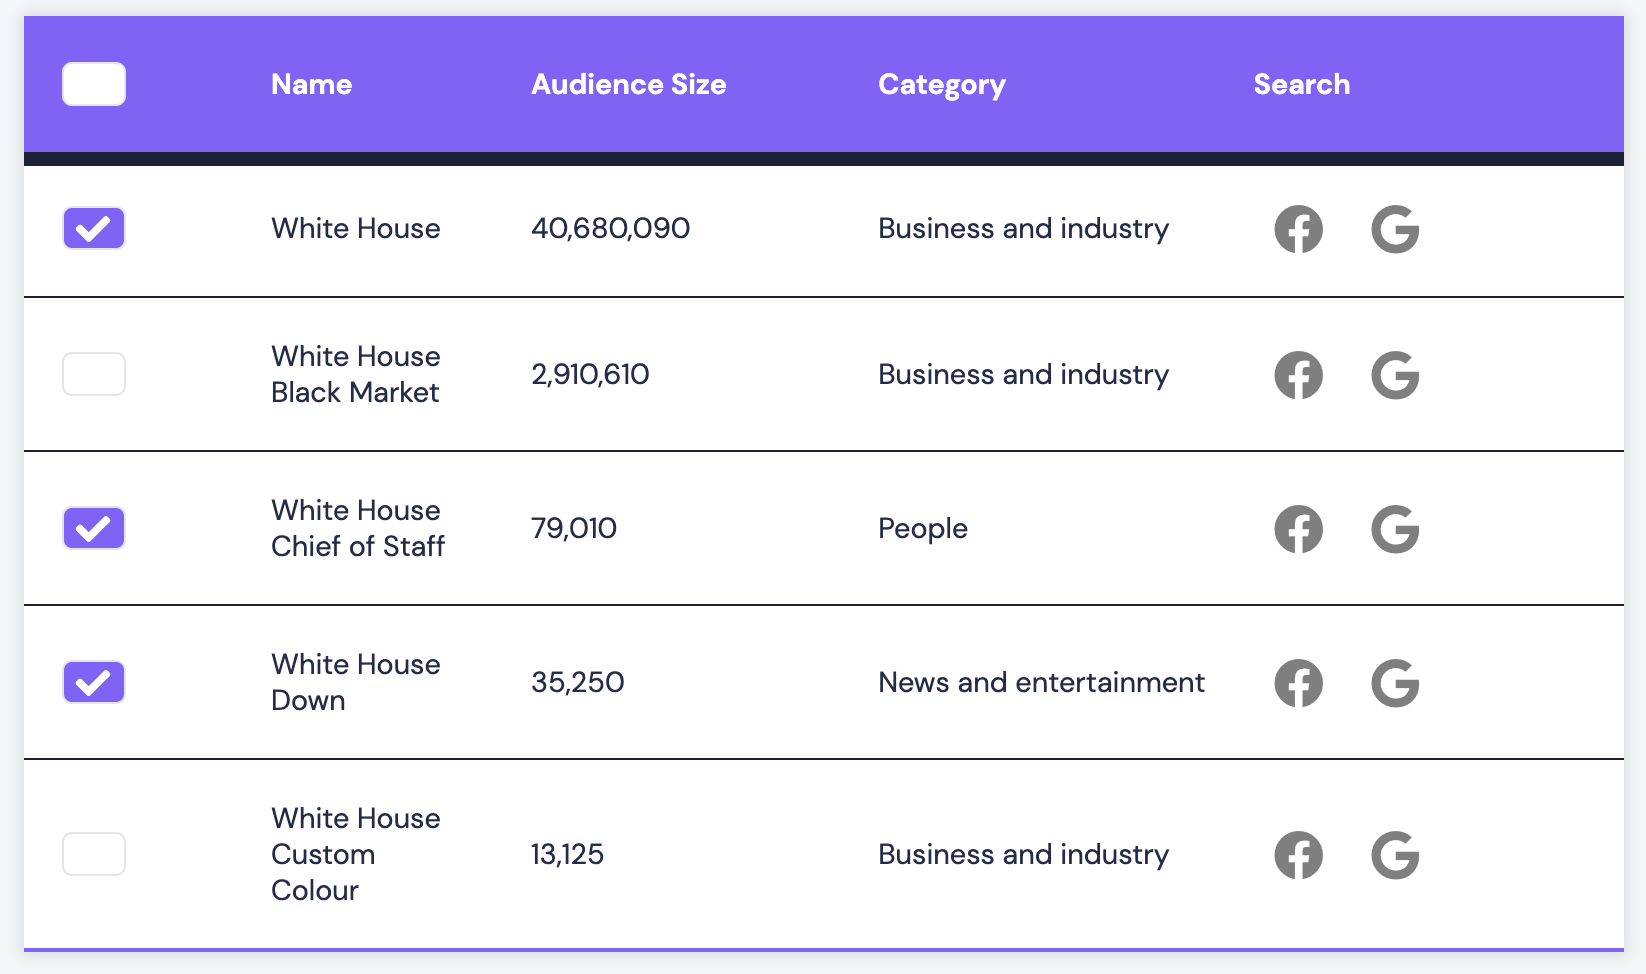 Name Audience Size Category Search
White House 40,680,090 Business and industry
White House
Black Market 2,910,610 Business and industry
White House
Chief of Staff 79,010 People
White House
Down 35,250 News and entertainment
White House
Custom
Colour 13,125 Business and industry